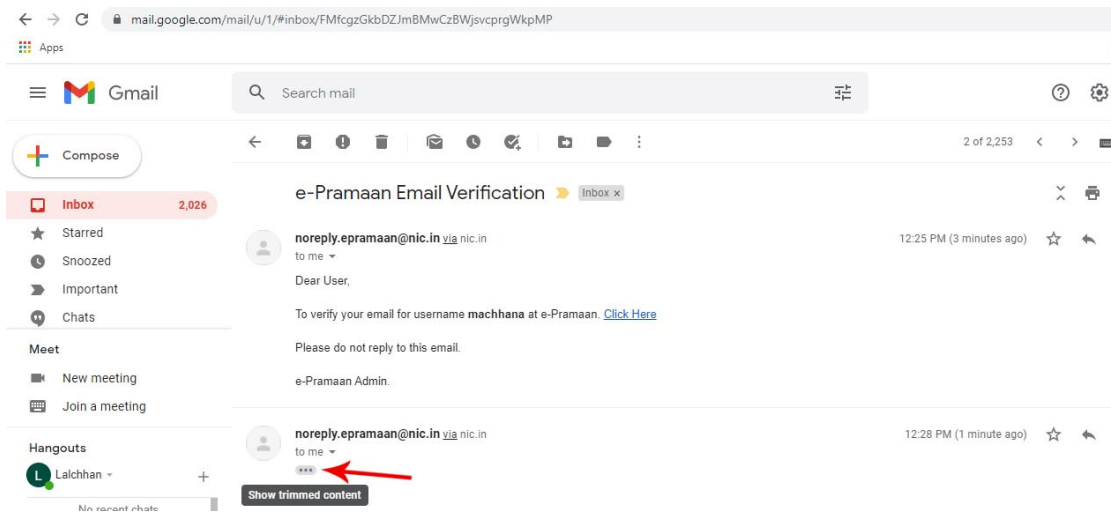 mail.google.com/mail/u/1/#inbox/FMfcgzGkbDZJmBMwCzBWjsvcprgWkpMP
Apps
Gmail
Search mail
Compose
2 of 2,253
e-Pramaan Email Verification Inbox x
Inbox 2,026
Starred
Snoozed
Important
Chats
Meet
New meeting
Join a meeting
Hangouts
L Lalchhan
No recent chats
noreply.epramaan@nic.in via nic.in 12:25 PM (3 minutes ago)
to me
Dear User,
To verify your email for username machhana at e-Pramaan. Click Here
Please do not reply to this email.
e-Pramaan Admin.
noreply.epramaan@nic.in via nic.in 12:28 PM (1 minute ago)
to me
Show trimmed content